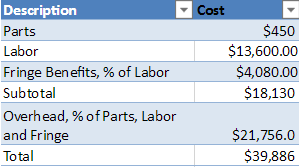 Description Cost
Parts $450
Labor $13,600.00
Fringe Benefits, % of Labor $4,080.00
Subtotal $18,130
Overhead, % of Parts, Labor
and Fringe $21,756.0
Total $39,886